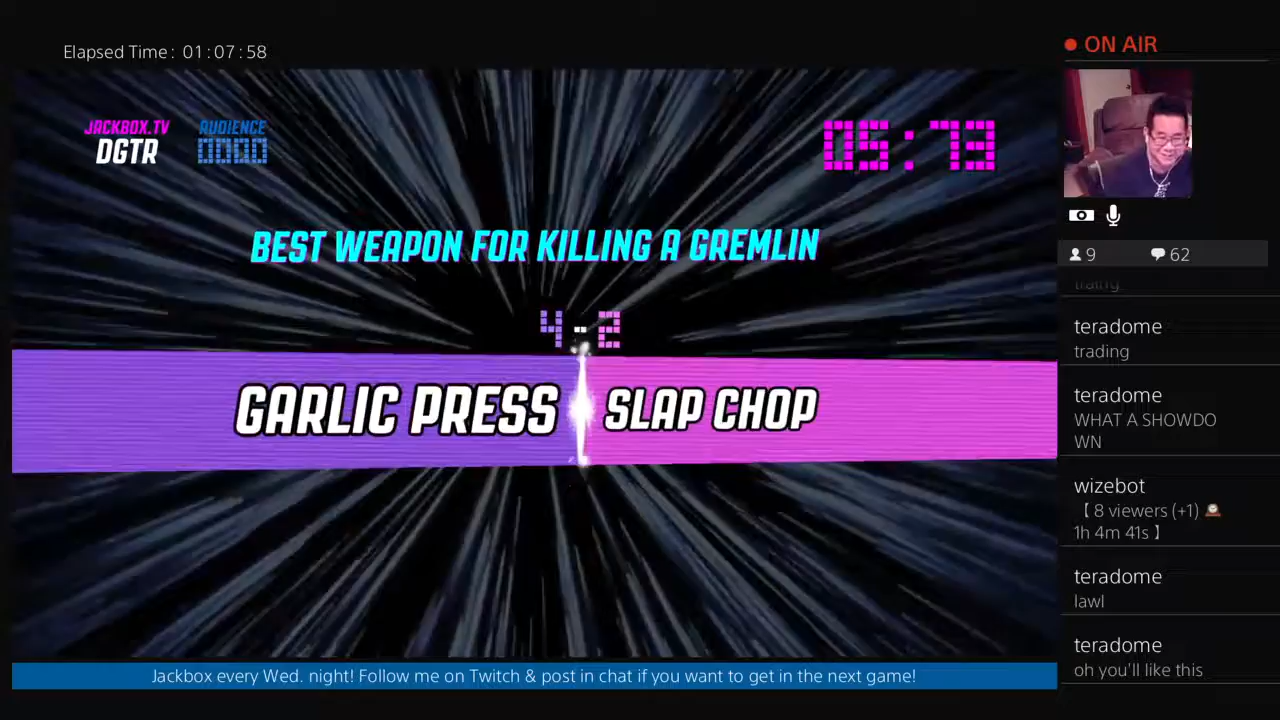 Elapsed Time: 01:07:58
ON AIR
JACKBOX.TV
DGTR
AUDIENCE
0000
05:73
BEST WEAPON FOR KILLING A GREMLIN
4-2
GARLIC PRESS
SLAP CHOP
9
62
traing
teradome
trading
teradome
WHAT A SHOWDO
WN
wizebot
【 8 viewers (+1) 🕰
1h 4m 41s 】
teradome
lawl
teradome
oh you'll like this
Jackbox every Wed. night! Follow me on Twitch & post in chat if you want to get in the next game!